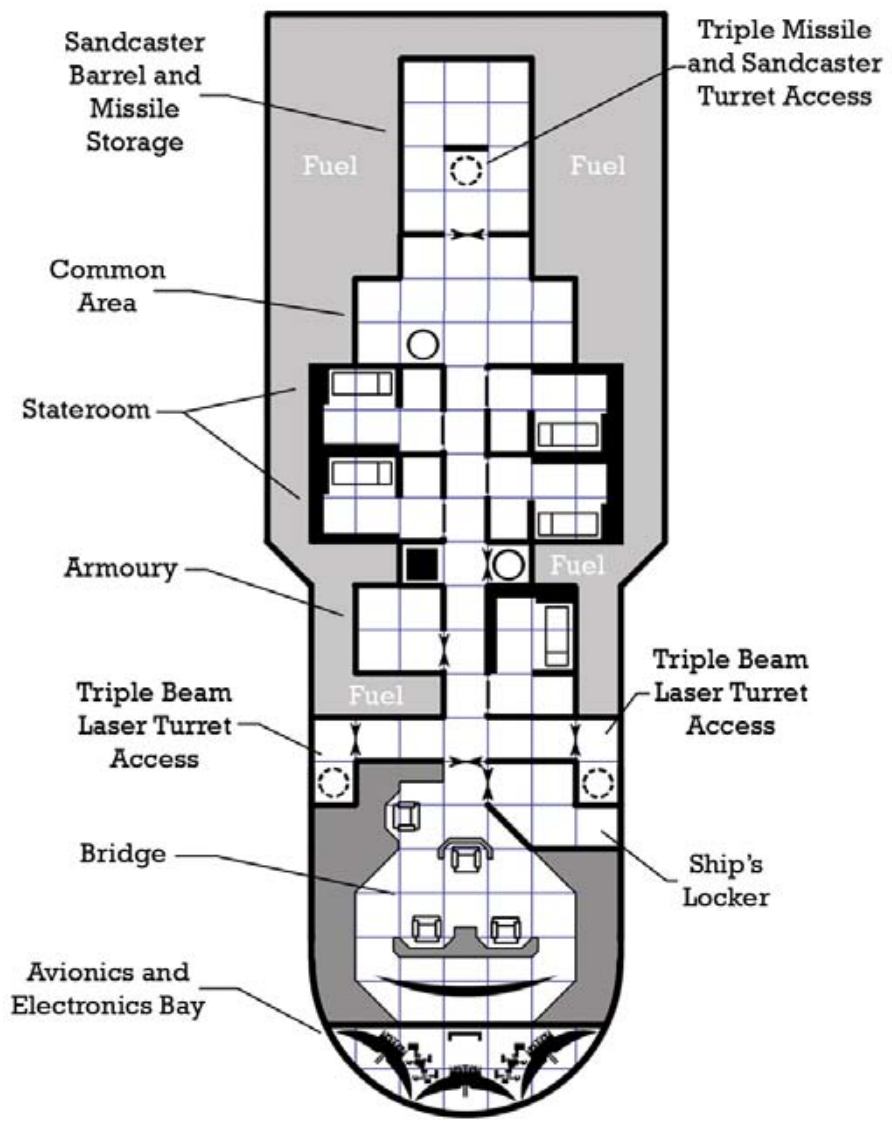 Sandcaster
Barrel and
Missile
Storage
Triple Missile
and Sandcaster
Turret Access
Fuel
Fuel
Common
Area
Stateroom
Armoury
Fuel
Fuel
Triple Beam
Laser Turret
Access
Triple Beam
Laser Turret
Access
Bridge
Ship's
Locker
Avionics and
Electronics Bay